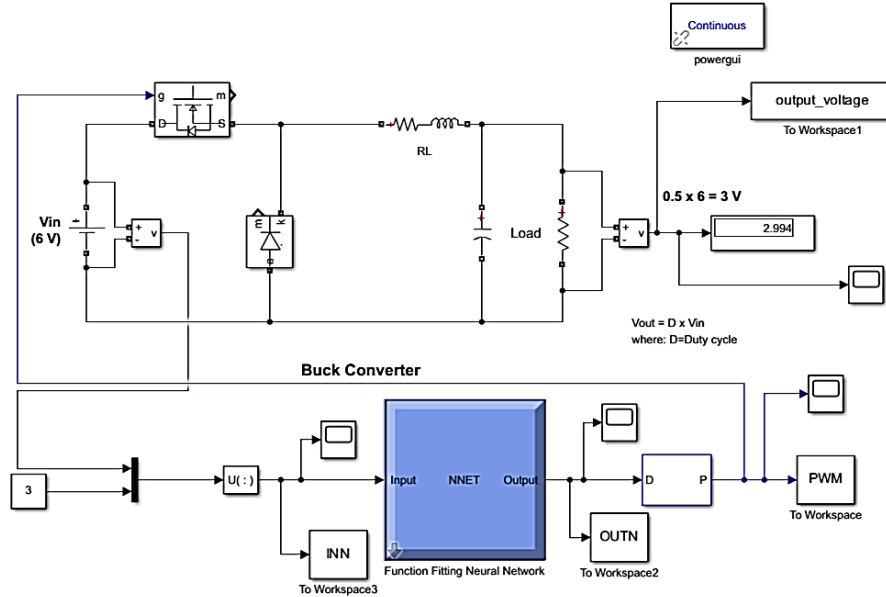 Continuous
powergui
g
m
D
S
output_voltage
To Workspace1
RL
0.5 x 6 = 3 V
Vin
(6 V)
+
-
v
m
k
a
Load
+
-
v
2.994
Vout = D x Vin
where: D=Duty cycle
Buck Converter
3
U( : )
Input
NNET
Output
D
P
PWM
To Workspace
INN
To Workspace3
Function Fitting Neural Network
OUTN
To Workspace2